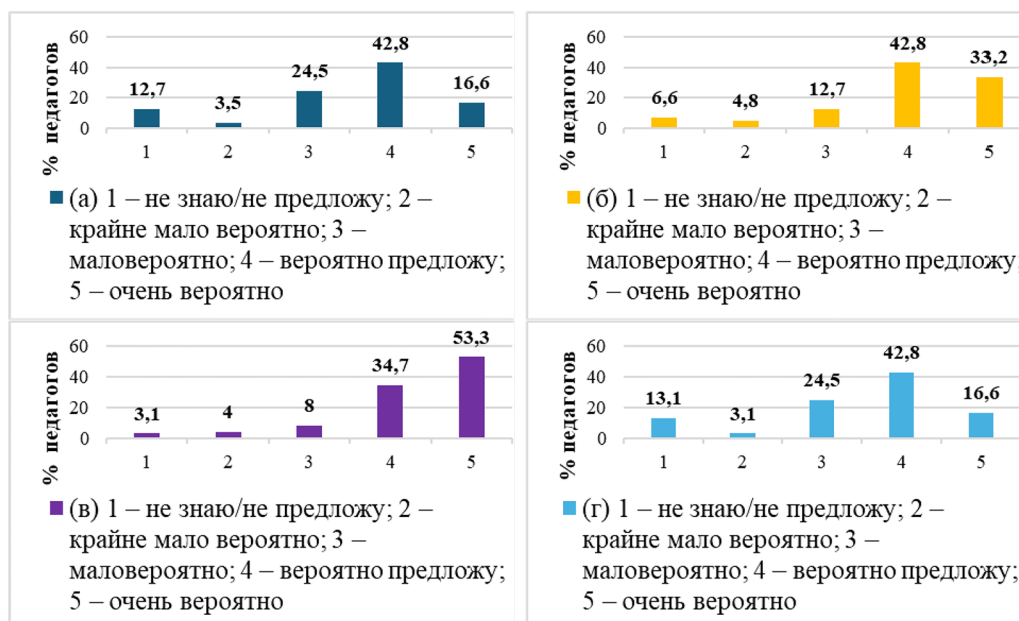 % педагогов
60
40
20
0
12,7
3,5
24,5
42,8
16,6
1 2 3 4 5
(а) 1 – не знаю/не предложу; 2 –
крайне мало вероятно; 3 –
маловероятно; 4 – вероятно предложу;
5 – очень вероятно
% педагогов
60
40
20
0
6,6
4,8
12,7
42,8
33,2
1 2 3 4 5
(б) 1 – не знаю/не предложу; 2 –
крайне мало вероятно; 3 –
маловероятно; 4 – вероятно предложу;
5 – очень вероятно
% педагогов
60
40
20
0
3,1
4
8
34,7
53,3
1 2 3 4 5
(в) 1 – не знаю/не предложу; 2 –
крайне мало вероятно; 3 –
маловероятно; 4 – вероятно предложу;
5 – очень вероятно
% педагогов
60
40
20
0
13,1
3,1
24,5
42,8
16,6
1 2 3 4 5
(г) 1 – не знаю/не предложу; 2 –
крайне мало вероятно; 3 –
маловероятно; 4 – вероятно предложу;
5 – очень вероятно